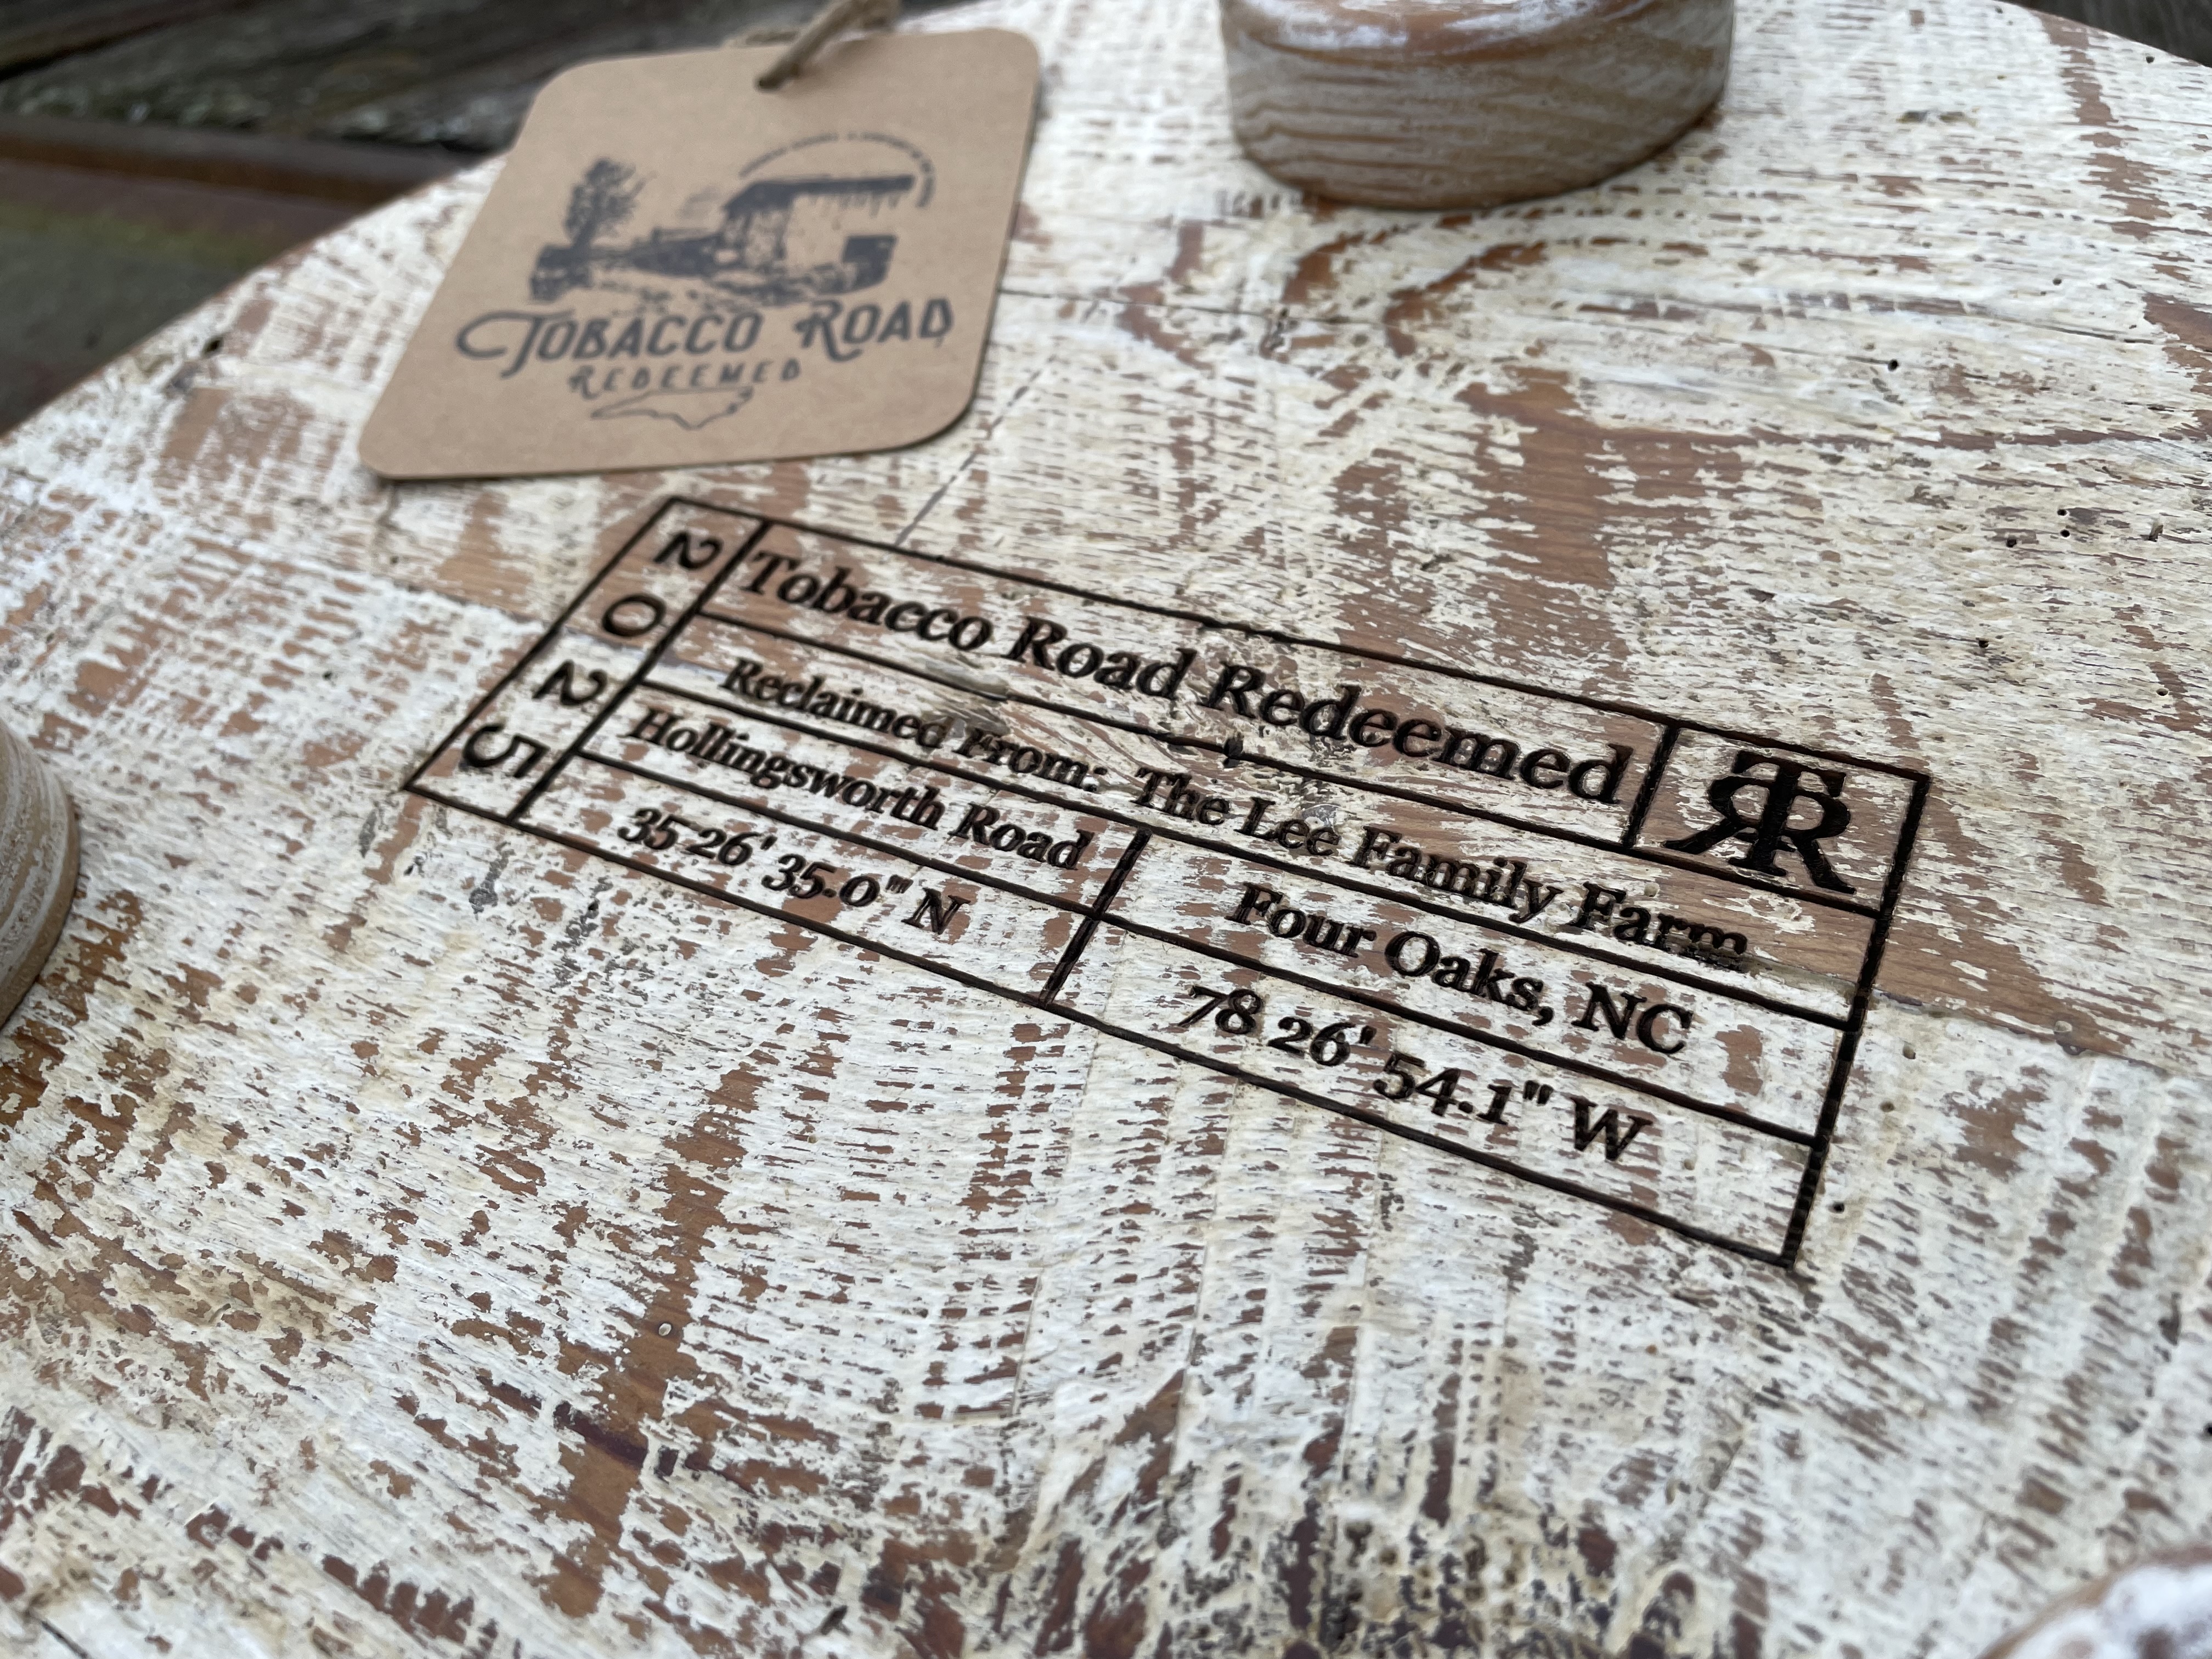 TOBACCO ROAD
REDEEMED
2025
Tobacco Road Redeemed
TRR
Reclaimed From: The Lee Family Farm
Hollingsworth Road
Four Oaks, NC
35 26' 35.0" N
78 26' 54.1" W